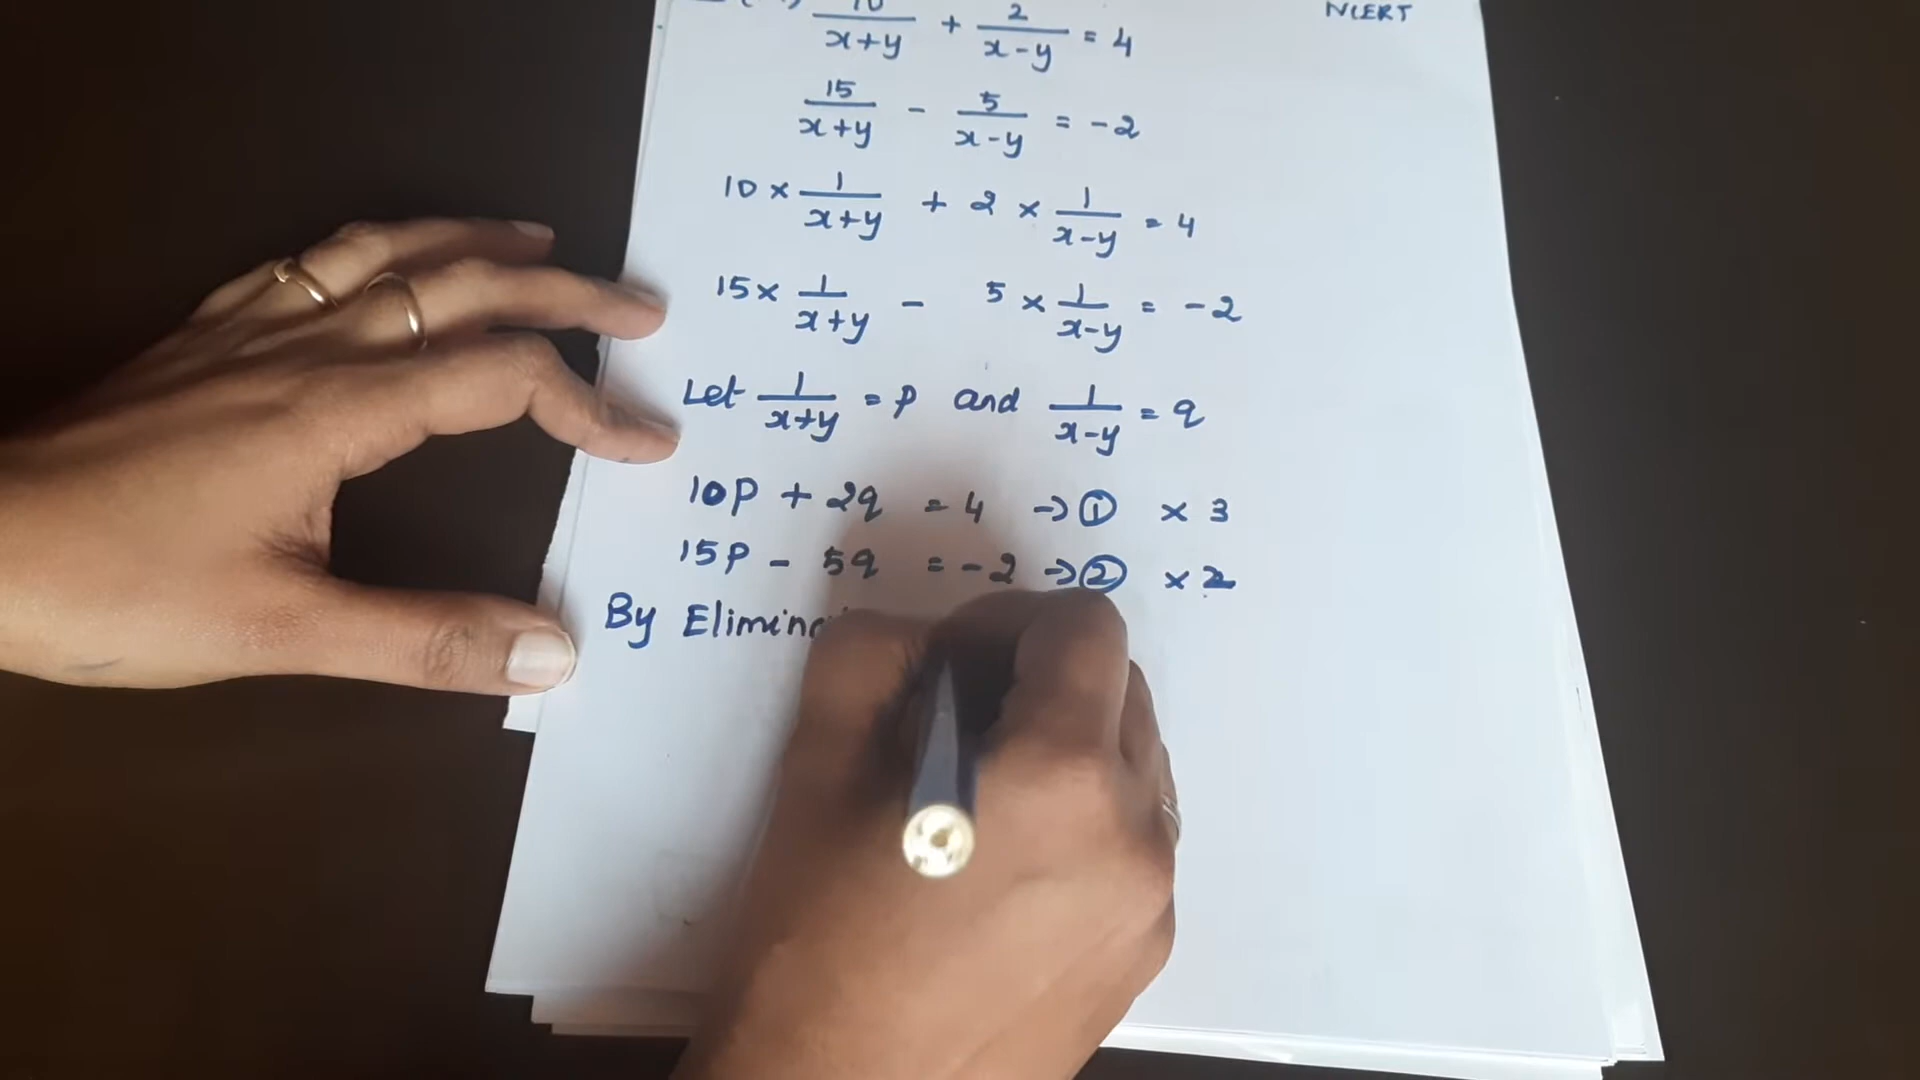 NCERT
10/(x+y) + 2/(x-y) = 4
15/(x+y) - 5/(x-y) = -2
10 × 1/(x+y) + 2 × 1/(x-y) = 4
15 × 1/(x+y) - 5 × 1/(x-y) = -2
Let 1/(x+y) = p and 1/(x-y) = q
10p + 2q = 4 → ① × 3
15p - 5q = -2 → ② × 2
By